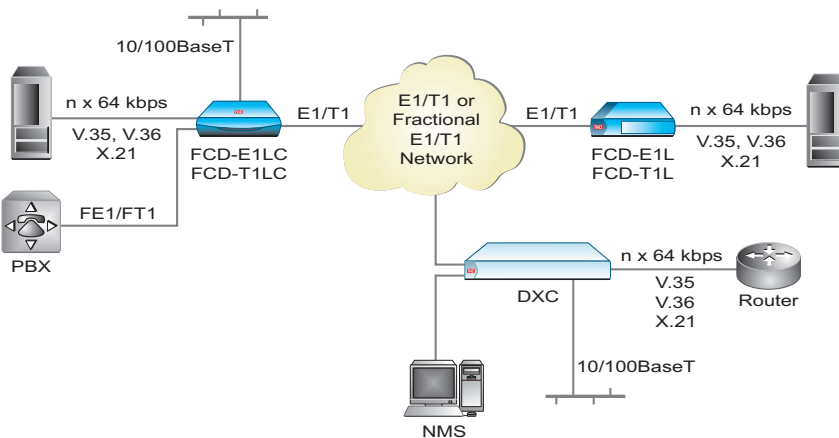 10/100BaseT
n x 64 kbps
V.35, V.36
X.21
FCD-E1LC
FCD-T1LC
E1/T1
FE1/FT1
PBX
E1/T1 or
Fractional
E1/T1
Network
E1/T1
FCD-E1L
FCD-T1L
n x 64 kbps
V.35, V.36
X.21
DXC
n x 64 kbps
V.35
V.36
X.21
Router
10/100BaseT
NMS